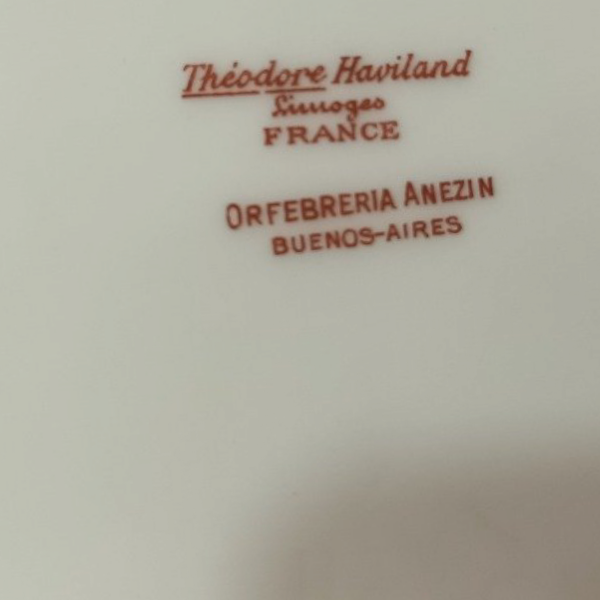 Théodore Haviland
Limoges
FRANCE
ORFEBRERIA ANEZIN
BUENOS-AIRES